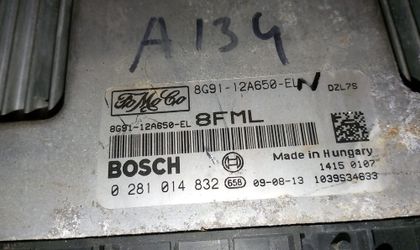 A134
FoMoCo 8G91-12A650-EL N DZL7S
8G91-12A650-EL 8FML
BOSCH Made in Hungary
1415 0107
0 281 014 832 658 09-08-13 1039S34633